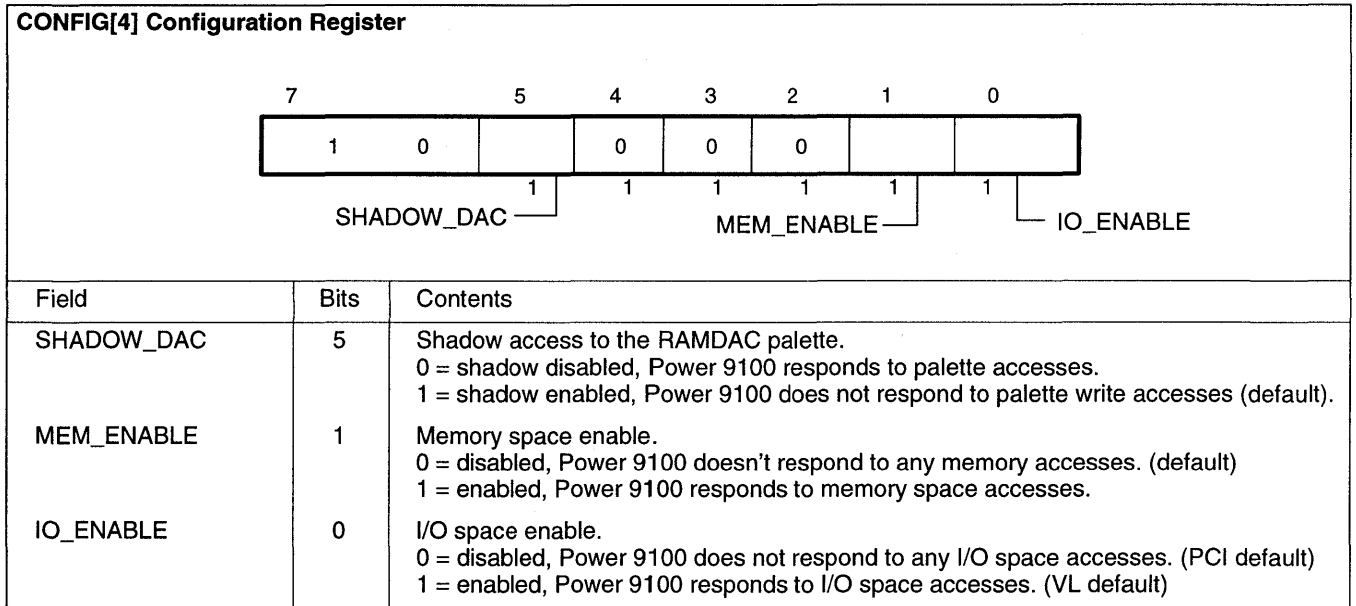 CONFIG[4] Configuration Register
7 5 4 3 2 1 0
1 0 0 0 0
1 1 1 1 1 1
SHADOW_DAC MEM_ENABLE IO_ENABLE
Field Bits Contents
SHADOW_DAC 5 Shadow access to the RAMDAC palette.
0 = shadow disabled, Power 9100 responds to palette accesses.
1 = shadow enabled, Power 9100 does not respond to palette write accesses (default).
MEM_ENABLE 1 Memory space enable.
0 = disabled, Power 9100 doesn't respond to any memory accesses. (default)
1 = enabled, Power 9100 responds to memory space accesses.
IO_ENABLE 0 I/O space enable.
0 = disabled, Power 9100 does not respond to any I/O space accesses. (PCI default)
1 = enabled, Power 9100 responds to I/O space accesses. (VL default)